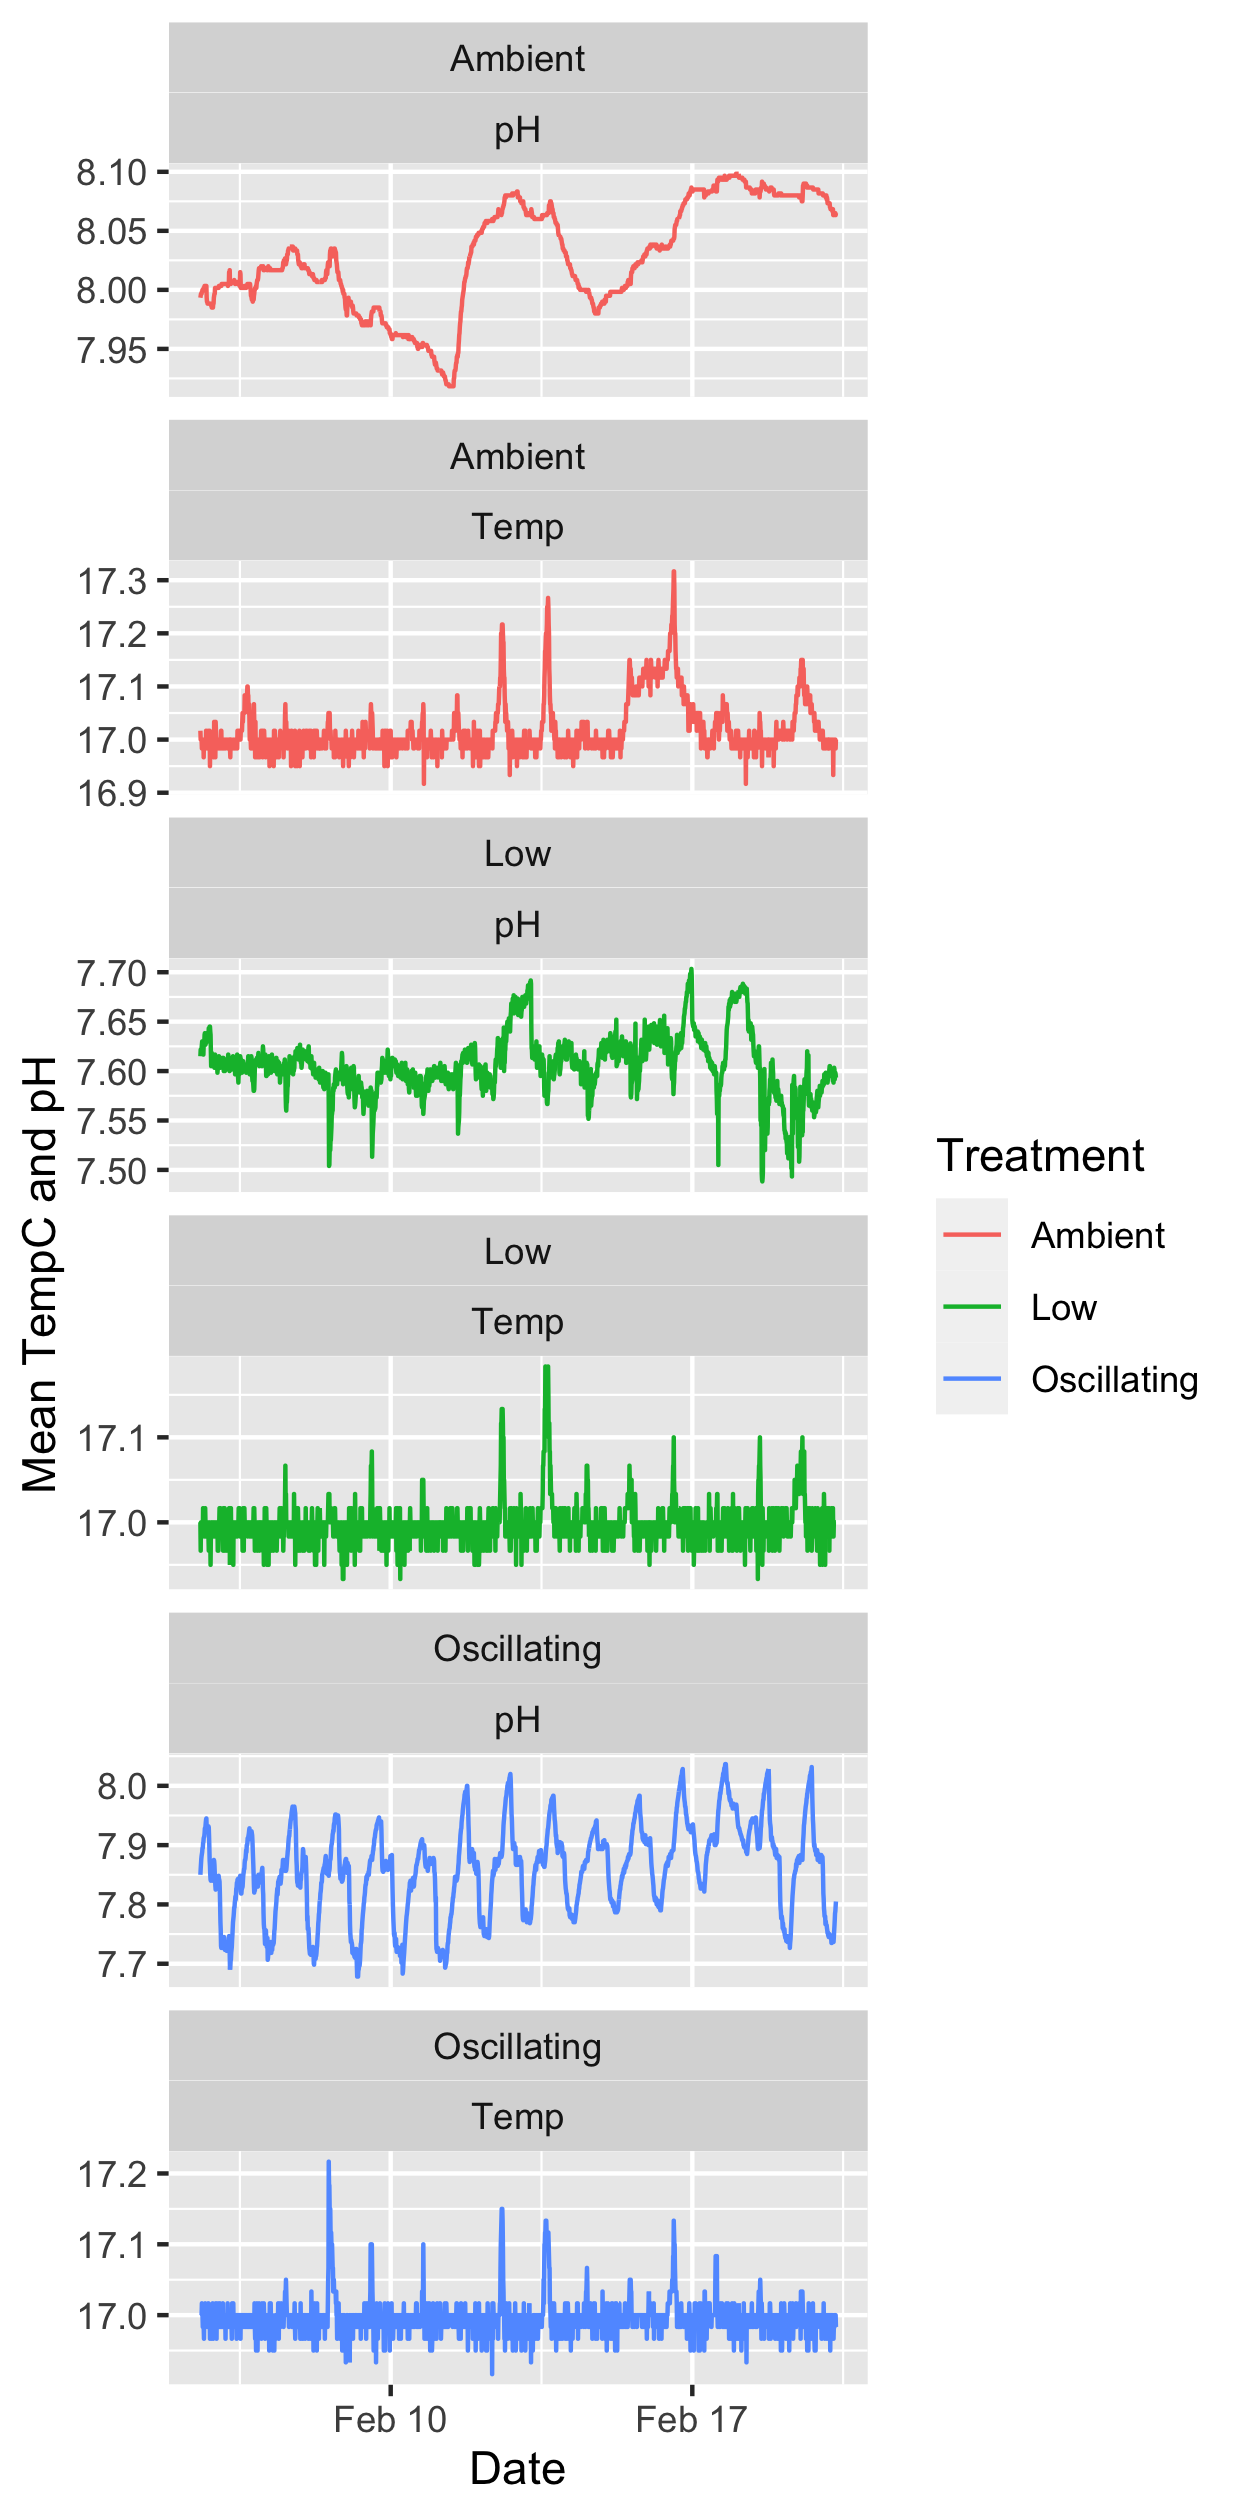 Ambient
pH
8.10
8.05
8.00
7.95
Ambient
Temp
17.3
17.2
17.1
17.0
16.9
Low
pH
7.70
7.65
7.60
7.55
7.50
Low
Temp
17.1
17.0
Oscillating
pH
8.0
7.9
7.8
7.7
Oscillating
Temp
17.2
17.1
17.0
Feb 10 Feb 17
Date
Mean TempC and pH
Treatment
Ambient
Low
Oscillating